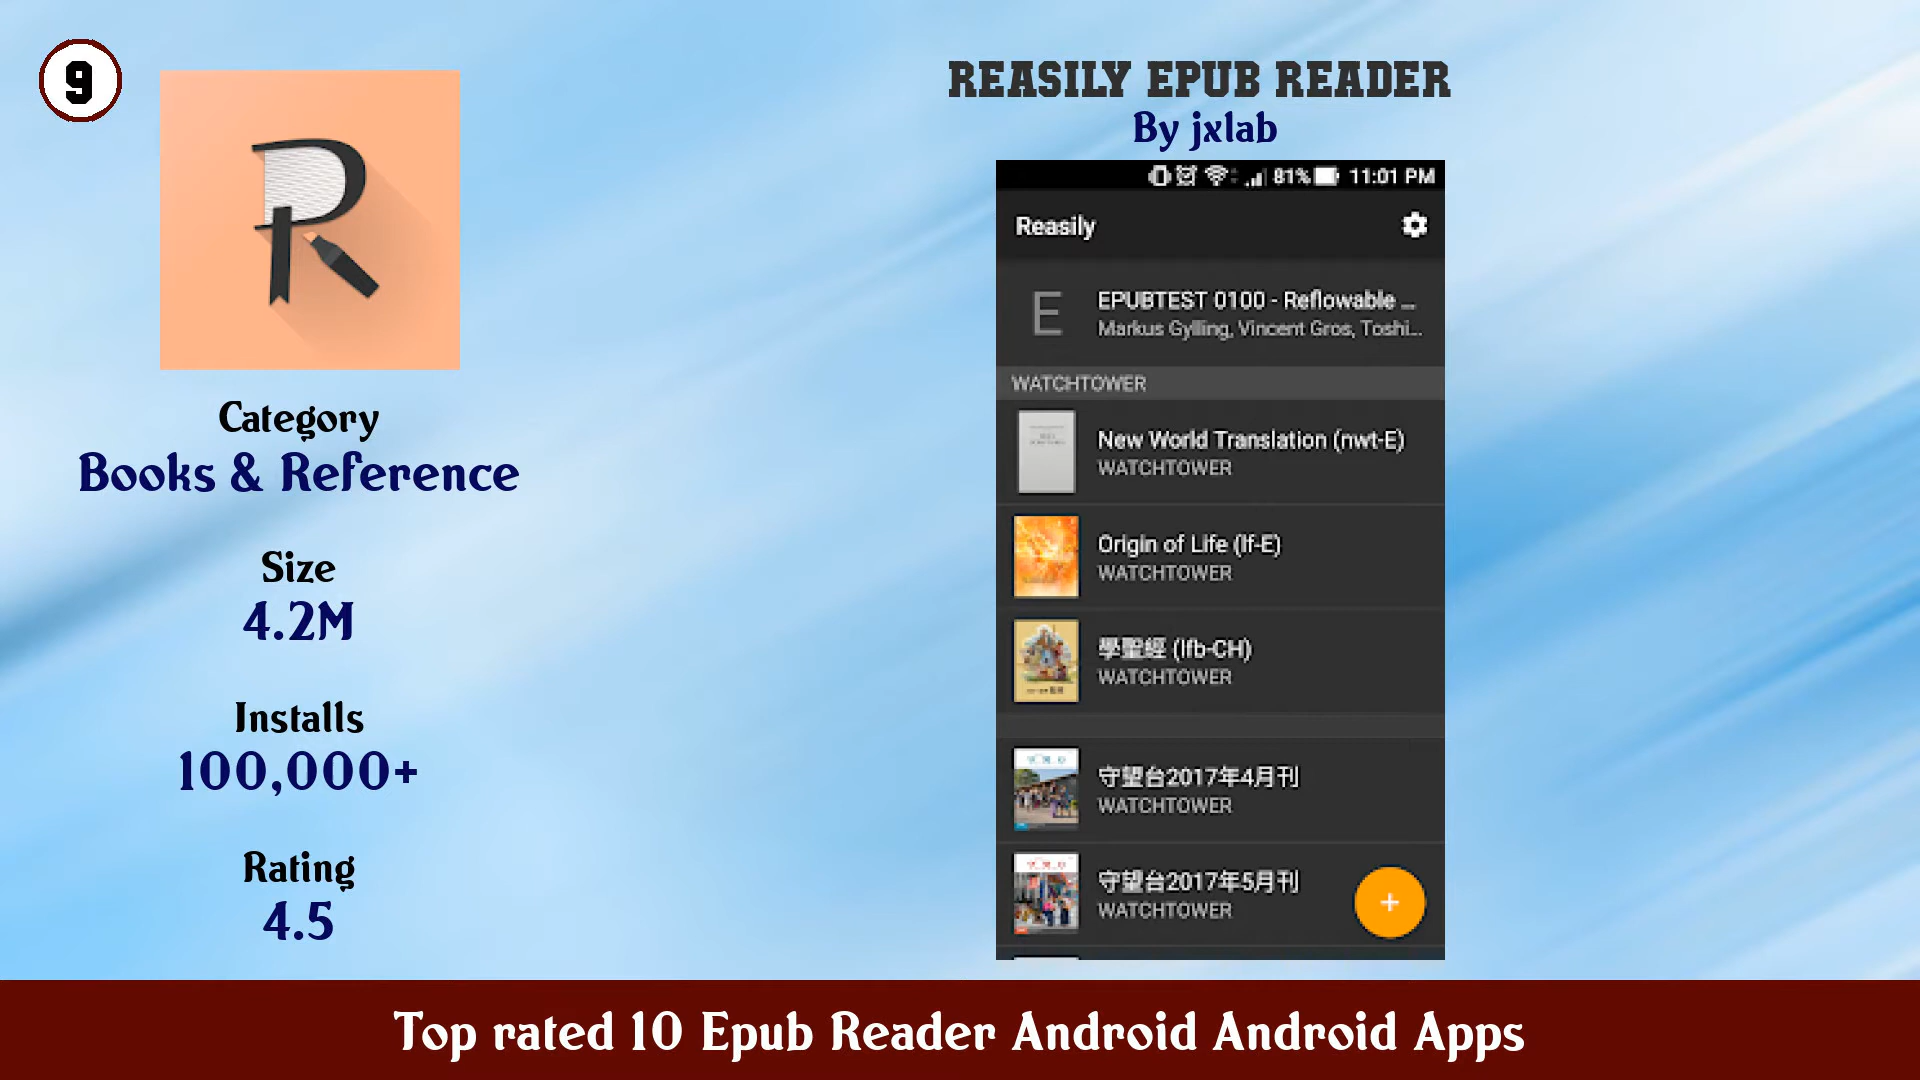 9
REASILY EPUB READER
By jxlab
Category
Books & Reference
Size
4.2M
Installs
100,000+
Rating
4.5
81% 11:01 PM
Reasily
E
EPUBTEST 0100 - Reflowable ...
Markus Gylling, Vincent Gros, Toshi...
WATCHTOWER
New World Translation (nwt-E)
WATCHTOWER
Origin of Life (lf-E)
WATCHTOWER
學聖經 (lfb-CH)
WATCHTOWER
守望台2017年4月刊
WATCHTOWER
守望台2017年5月刊
WATCHTOWER
+
Top rated 10 Epub Reader Android Android Apps